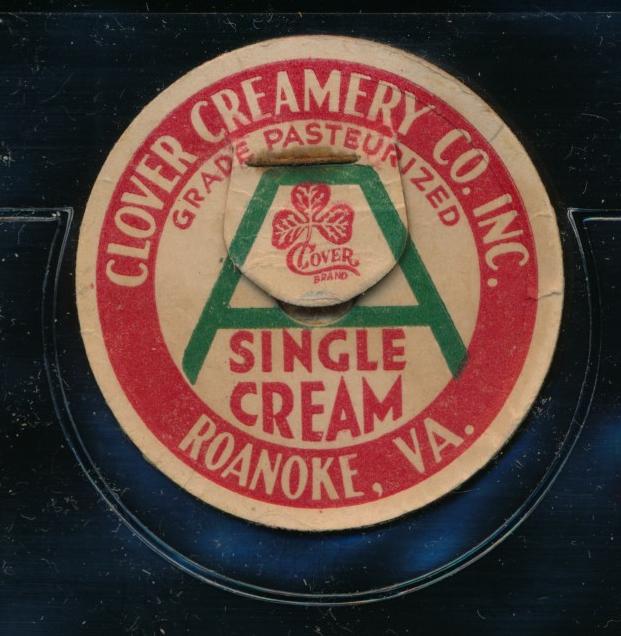 CLOVER CREAMERY CO. INC.
GRADE PASTEURIZED
A
CLOVER
BRAND
SINGLE
CREAM
ROANOKE, VA.